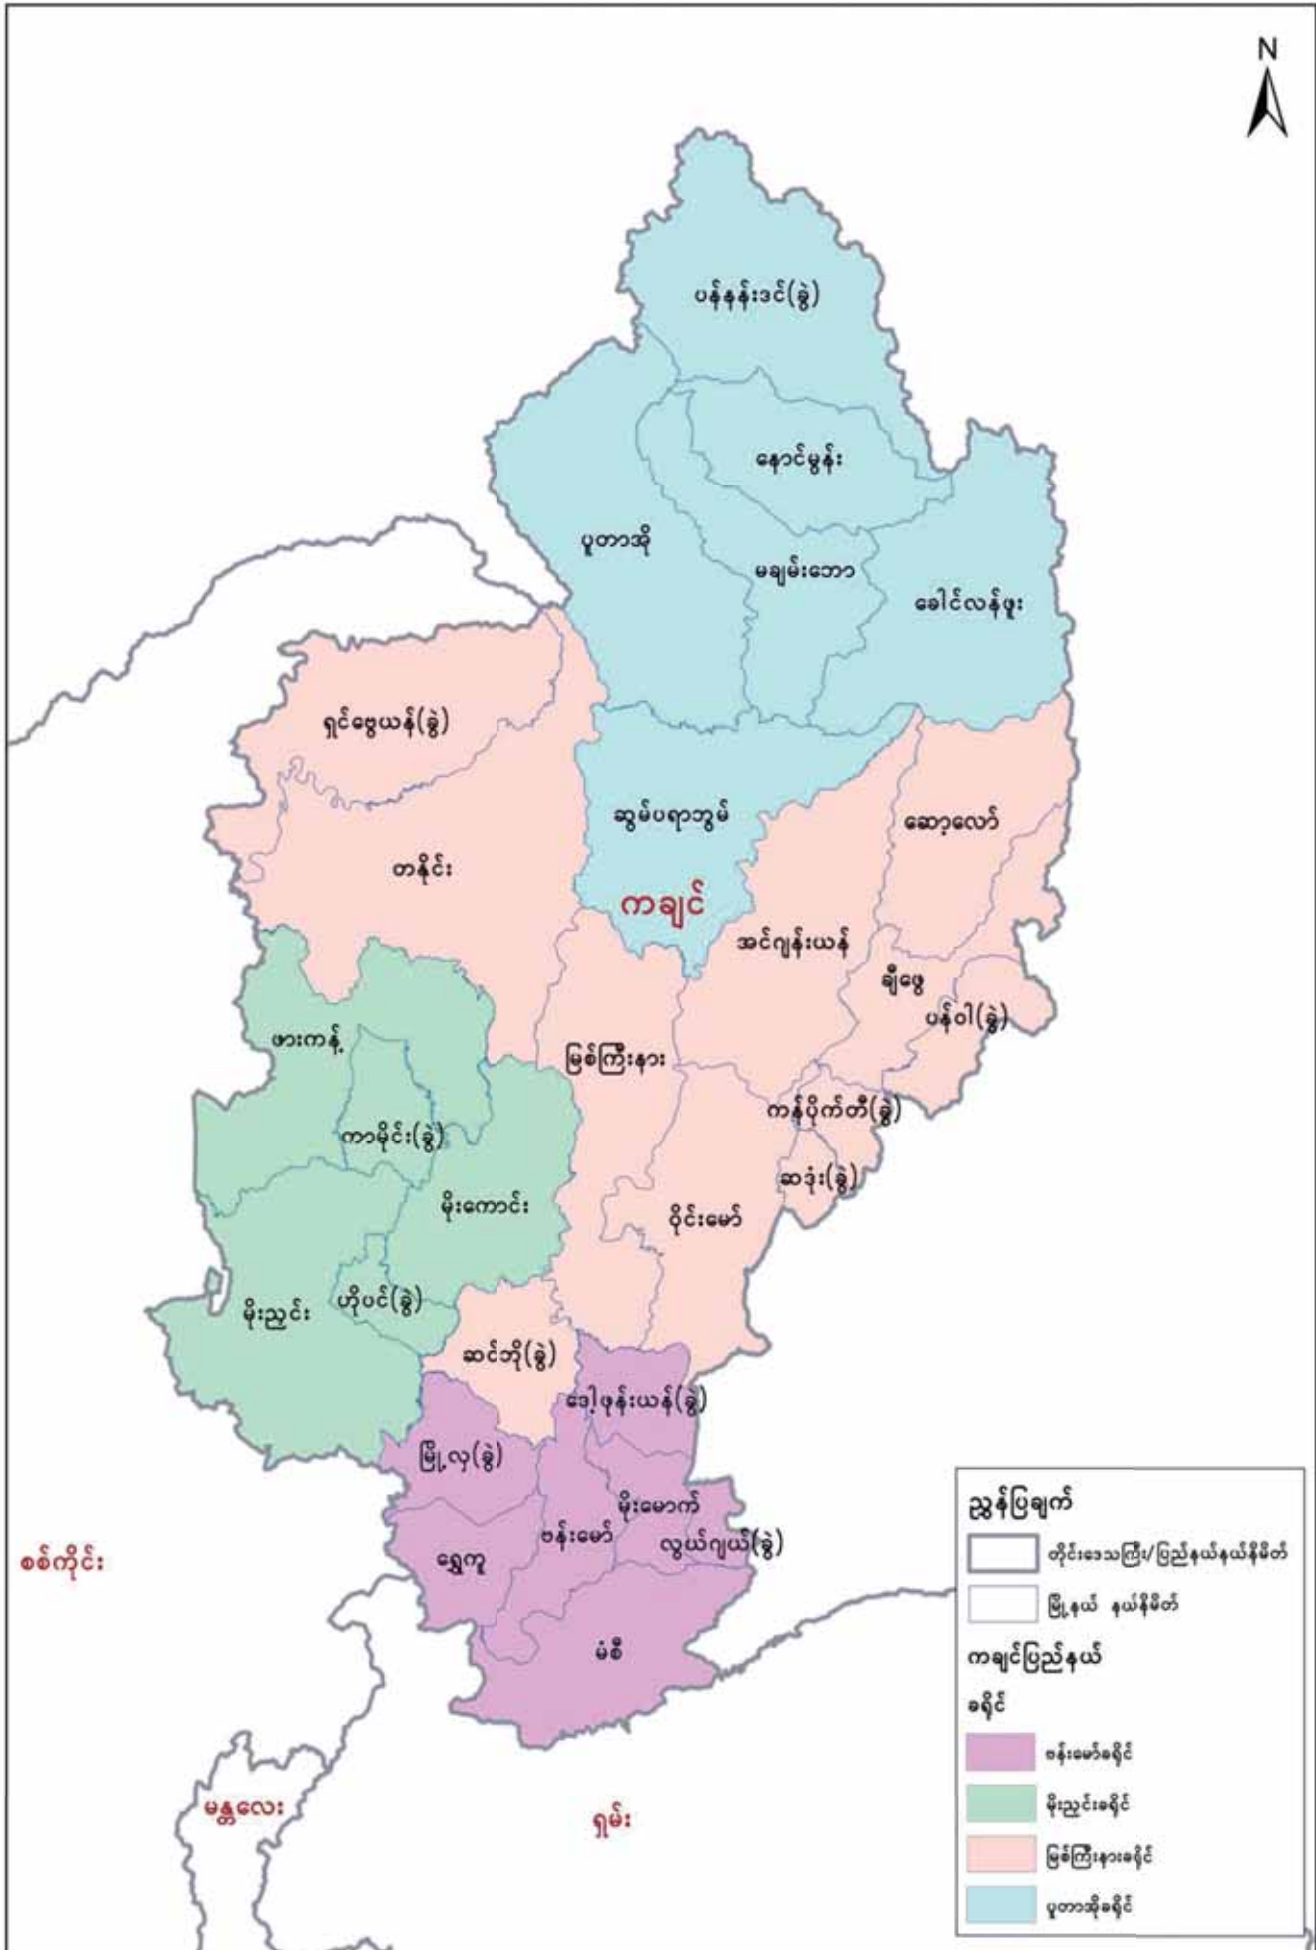 N
ပန်နန်းဒင်(ခွဲ)
နောင်မွန်း
ပူတာအို
မချမ်းဘော
ခေါင်လန်ဖူး
ရှင်ဗွေယန်(ခွဲ)
ဆွမ်ပရာဘွမ်
ဆော့လော်
တနိုင်း
ကချင်
အင်ဂျန်းယန်
ချီဖွေ
ပန်ဝါ(ခွဲ)
ဖားကန့်
မြစ်ကြီးနား
ကန်ပိုက်တီ(ခွဲ)
ကာမိုင်း(ခွဲ)
ဆဒုံး(ခွဲ)
မိုးကောင်း
ဝိုင်းမော်
မိုးညှင်း
ဟိုပင်(ခွဲ)
ဆင်ဘို(ခွဲ)
ဒေါ့ဖုန်းယန်(ခွဲ)
မြို့လှ(ခွဲ)
မိုးမောက်
ဗန်းမော်
လွယ်ဂျယ်(ခွဲ)
ရွှေကူ
စစ်ကိုင်း
မံစီ
မန္တလေး
ရှမ်း
ညွှန်ပြချက်
တိုင်းဒေသကြီး/ပြည်နယ်နယ်နိမိတ်
မြို့နယ် နယ်နိမိတ်
ကချင်ပြည်နယ်
ခရိုင်
ဗန်းမော်ခရိုင်
မိုးညှင်းခရိုင်
မြစ်ကြီးနားခရိုင်
ပူတာအိုခရိုင်